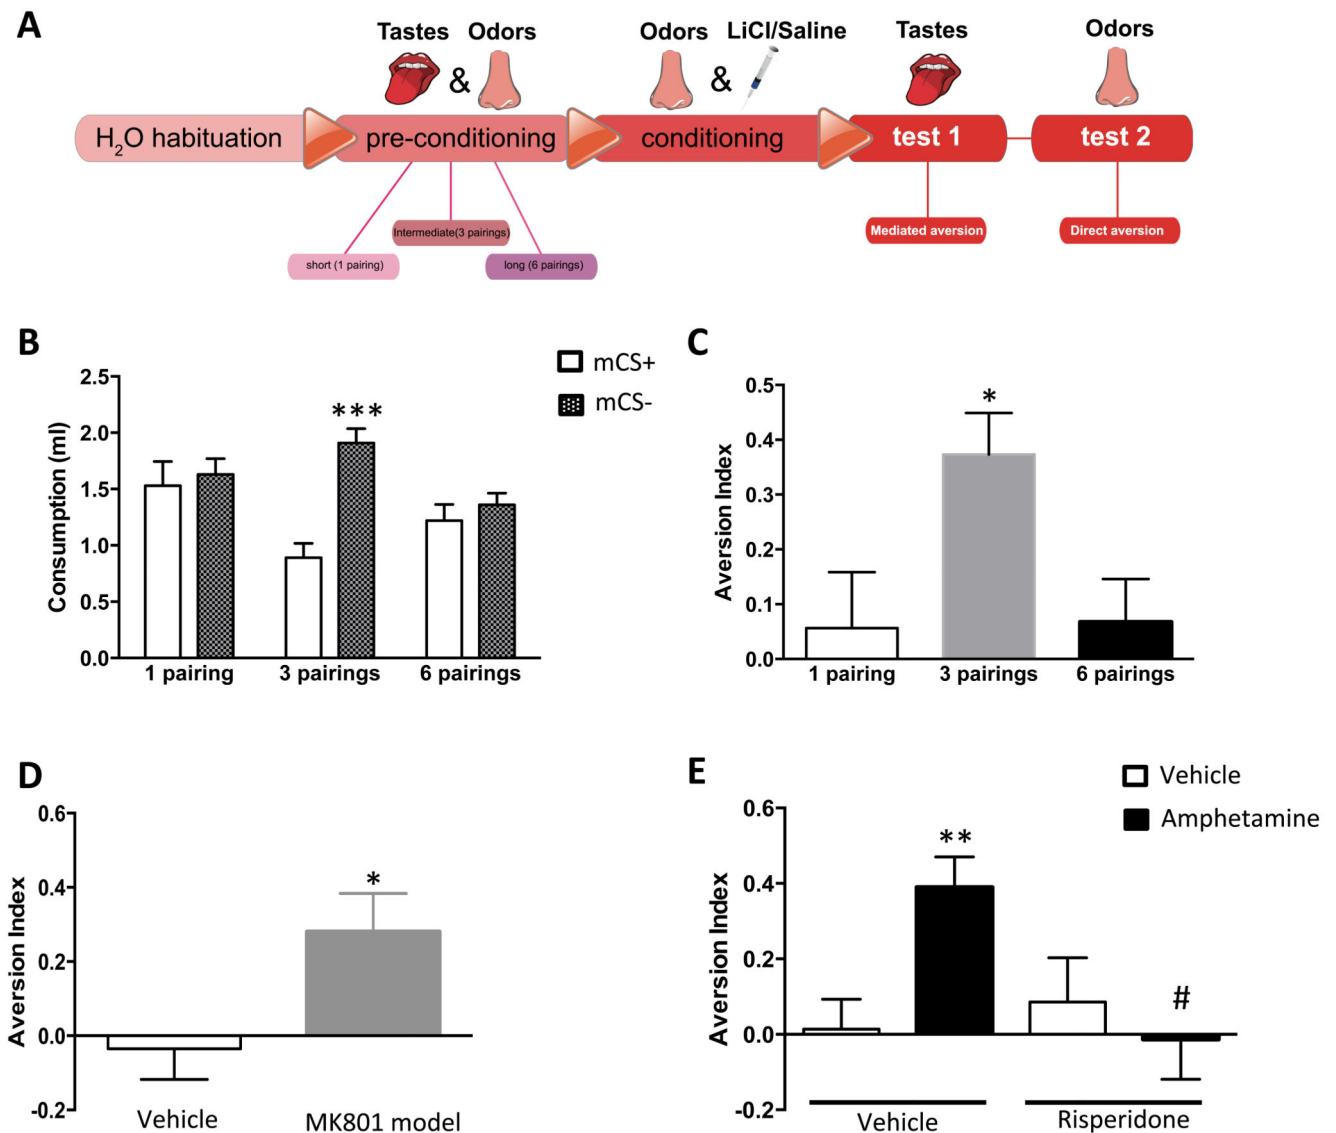 A
Tastes & Odors
Odors & LiCl/Saline
Tastes
Odors
H2O habituation
pre-conditioning
conditioning
test 1
test 2
Intermediate(3 pairings)
short (1 pairing)
long (6 pairings)
Mediated aversion
Direct aversion
B
mCS+
mCS-
Consumption (ml)
2.5
2.0
1.5
1.0
0.5
0.0
***
1 pairing
3 pairings
6 pairings
C
Aversion Index
0.5
0.4
0.3
0.2
0.1
0.0
*
1 pairing
3 pairings
6 pairings
D
Aversion Index
0.6
0.4
0.2
0.0
-0.2
*
Vehicle
MK801 model
E
Vehicle
Amphetamine
Aversion Index
0.6
0.4
0.2
0.0
-0.2
**
#
Vehicle
Risperidone